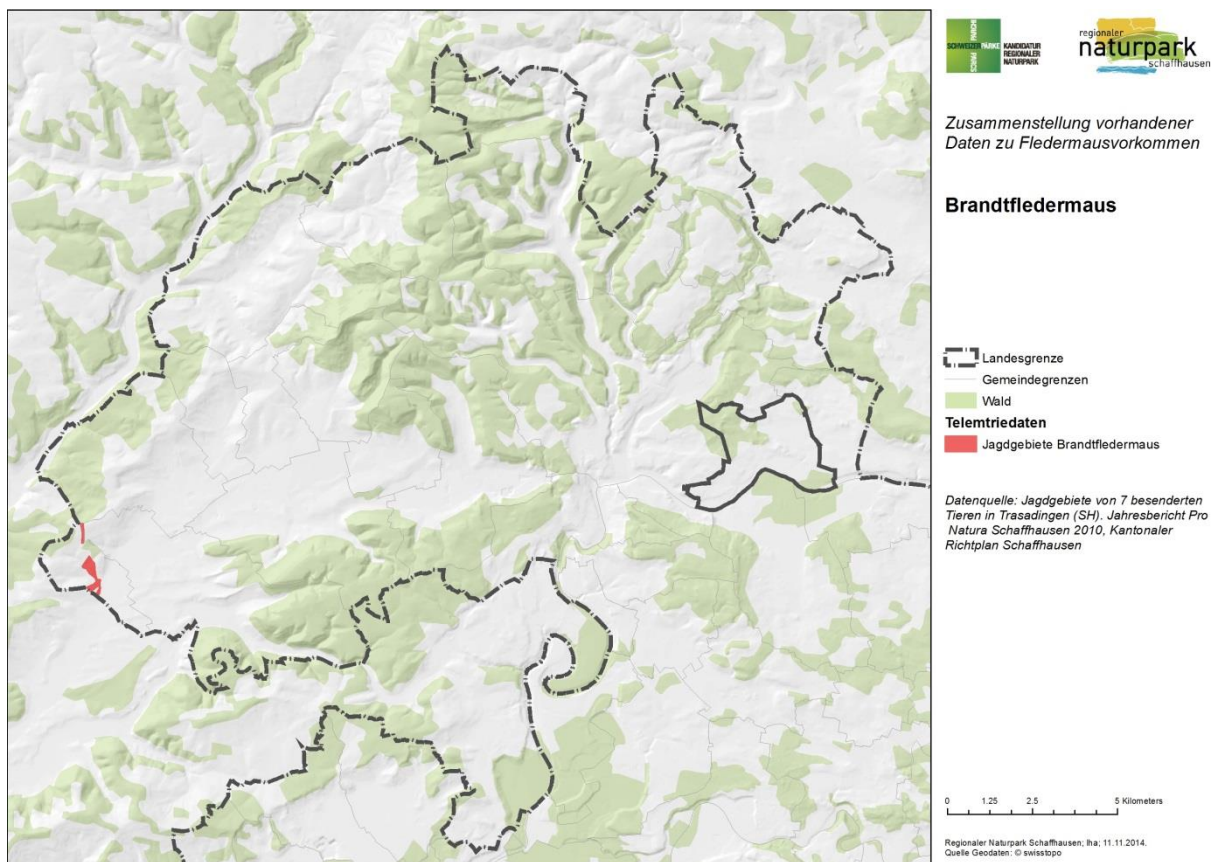 SCHWEIZER PÄRKE
PARCS
KANDIDATUR
REGIONALER
NATURPARK
regionaler
naturpark
schaffhausen
Zusammenstellung vorhandener
Daten zu Fledermausvorkommen
Brandtfledermaus
Landesgrenze
Gemeindegrenzen
Wald
Telemtriedaten
Jagdgebiete Brandtfledermaus
Datenquelle: Jagdgebiete von 7 besenderten
Tieren in Trasadingen (SH). Jahresbericht Pro
Natura Schaffhausen 2010, Kantonaler
Richtplan Schaffhausen
0 1.25 2.5 5 Kilometers
Regionaler Naturpark Schaffhausen; lha; 11.11.2014.
Quelle Geodaten: © swisstopo